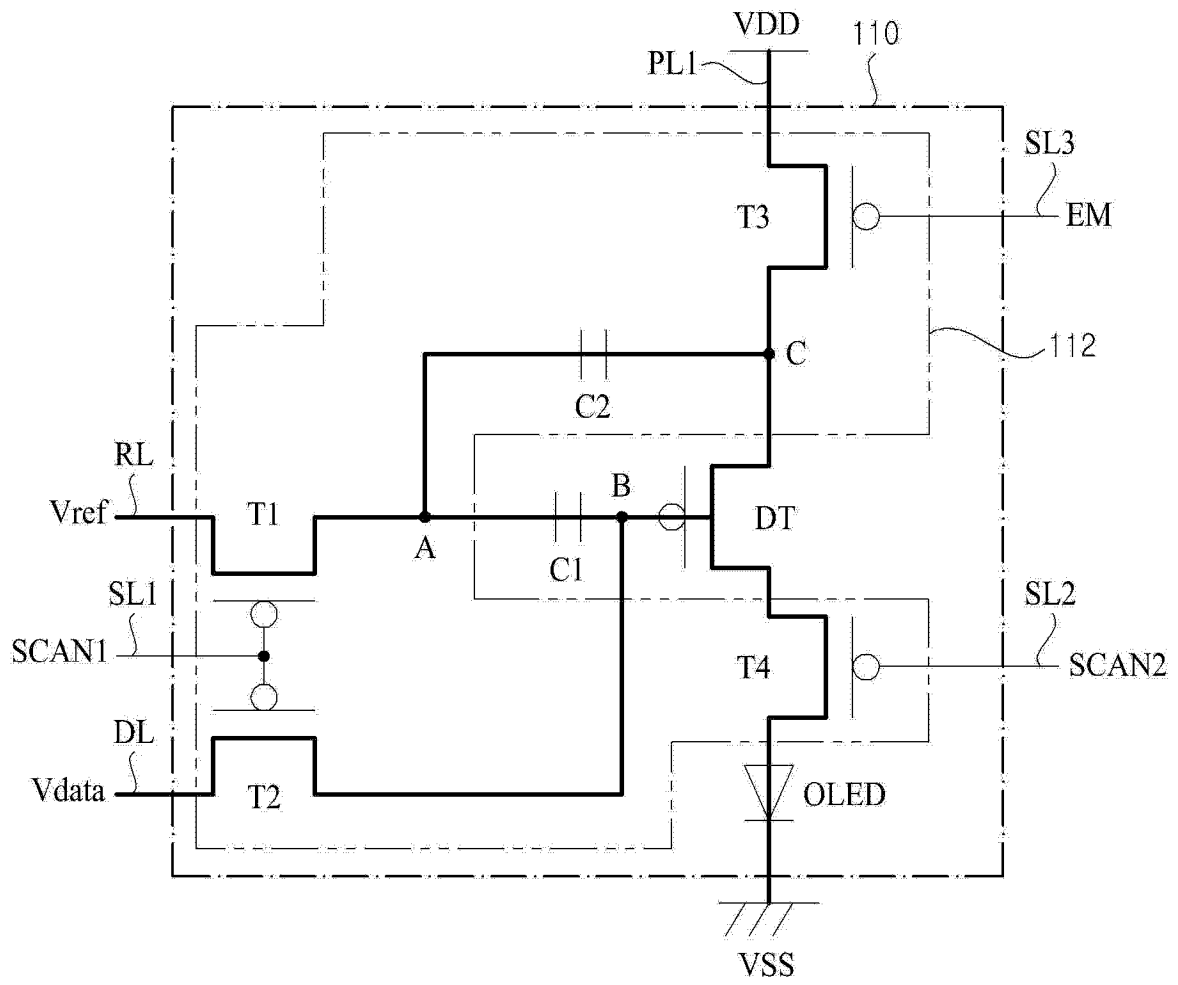 VDD
110
PL1
SL3
T3
EM
C
112
C2
RL
B
Vref
T1
DT
A
C1
SL1
SL2
SCAN1
T4
SCAN2
DL
Vdata
T2
OLED
VSS